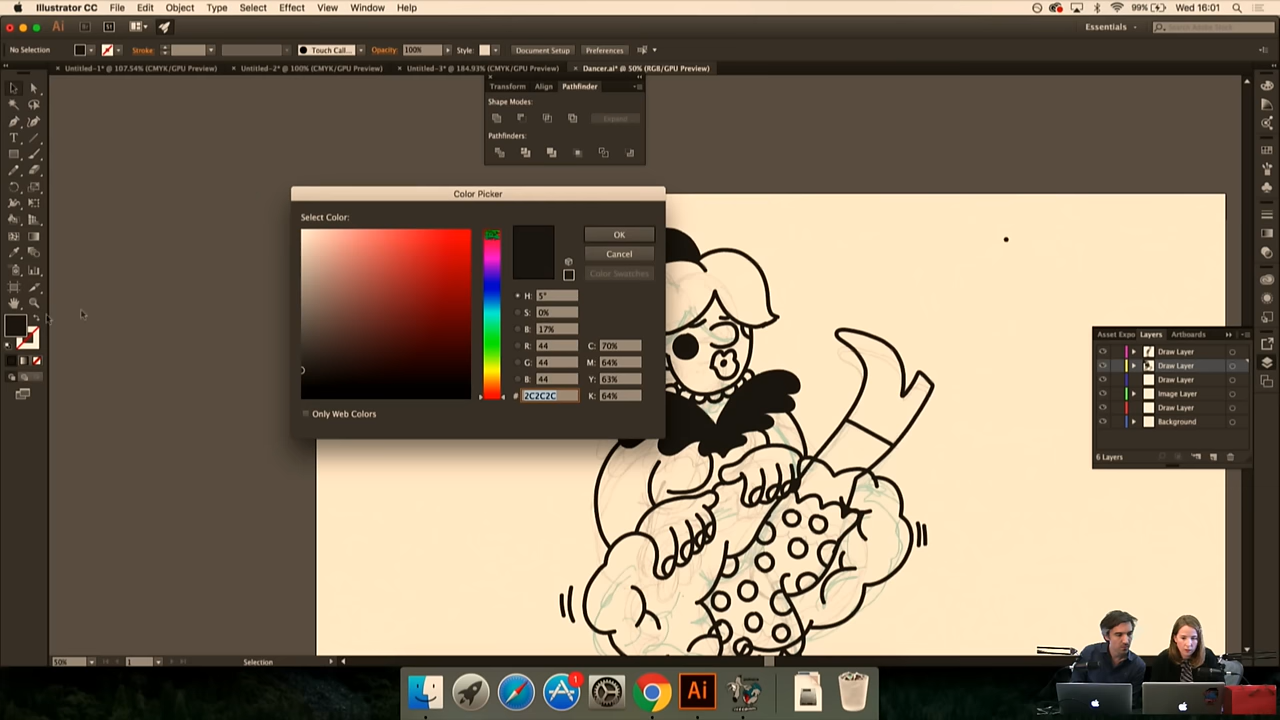 Illustrator CC File Edit Object Type Select Effect View Window Help 99% Wed 16:01
Ai Essentials
No Selection Stroke: Touch Call... Opacity: 100% Style: Document Setup Preferences
× Untitled-1* @ 107.54% (CMYK/GPU Preview) × Untitled-2* @ 100% (CMYK/GPU Preview) × Untitled-3* @ 184.93% (CMYK/GPU Preview) × Dancer.ai* @ 50% (RGB/GPU Preview)
Transform Align Pathfinder
Shape Modes:
Expand
Pathfinders:
Color Picker
Select Color:
OK
Cancel
Color Swatches
H: 5°
S: 0%
B: 17%
R: 44 C: 70%
G: 44 M: 64%
B: 44 Y: 63%
# 2C2C2C K: 64%
Only Web Colors
Asset Expo Layers Artboards
Draw Layer
Draw Layer
Draw Layer
Image Layer
Draw Layer
Background
6 Layers
50% 1 Selection
1
Ai